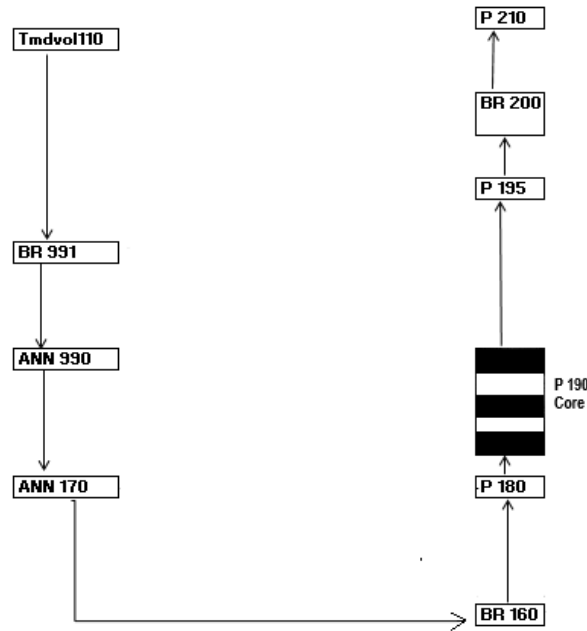 Tmdvol110
BR 991
ANN 990
ANN 170
P 210
BR 200
P 195
P 190
Core
P 180
BR 160